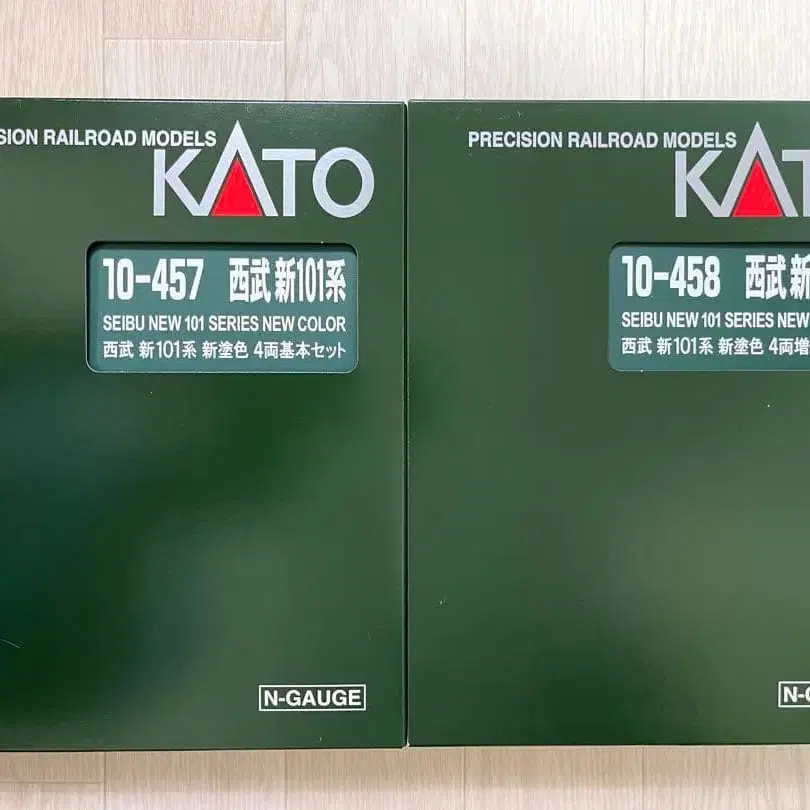 SION RAILROAD MODELS
KATO
10-457 西武 新101系
SEIBU NEW 101 SERIES NEW COLOR
西武 新101系 新塗色 4両基本セット
N-GAUGE
PRECISION RAILROAD MODELS
KAT
10-458 西武 新
SEIBU NEW 101 SERIES NEW
西武 新101系 新塗色 4両増
N-G